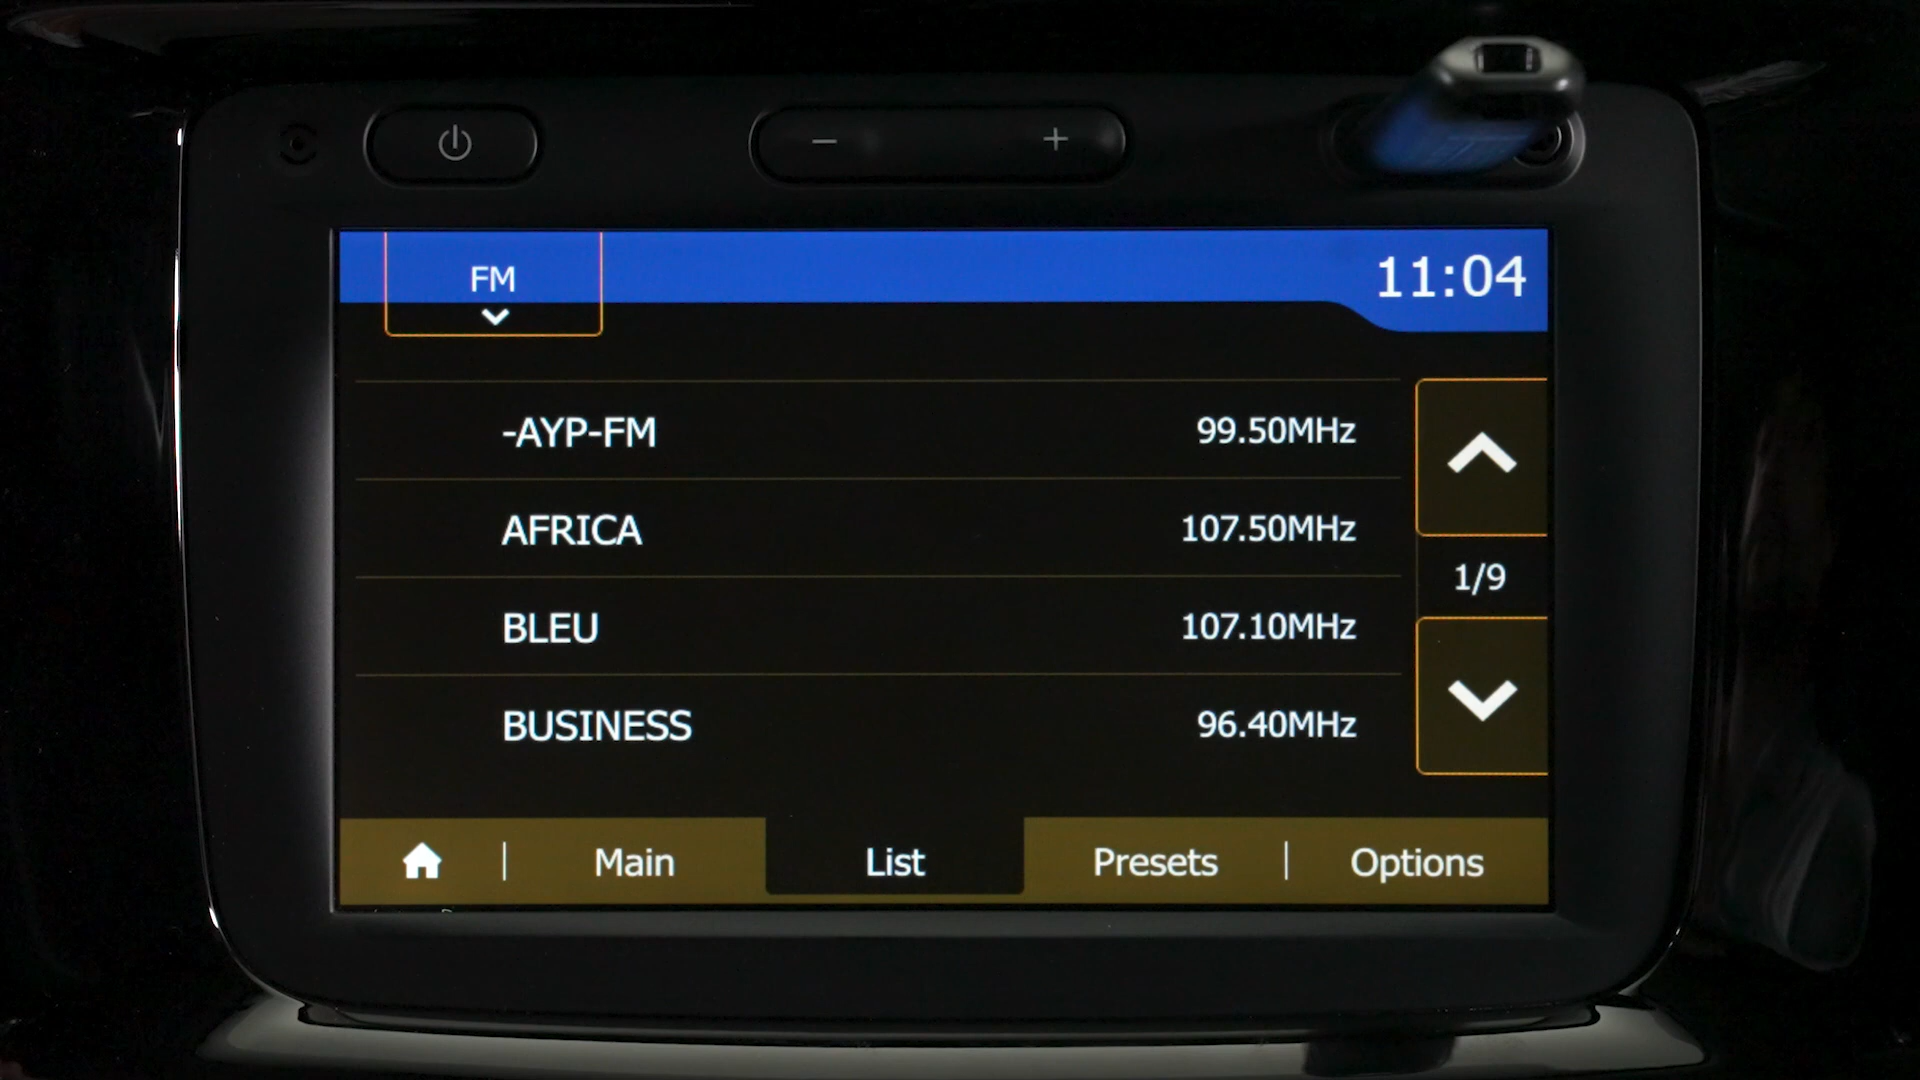 FM
11:04
-AYP-FM 99.50MHz
AFRICA 107.50MHz
1/9
BLEU 107.10MHz
BUSINESS 96.40MHz
Main List Presets Options